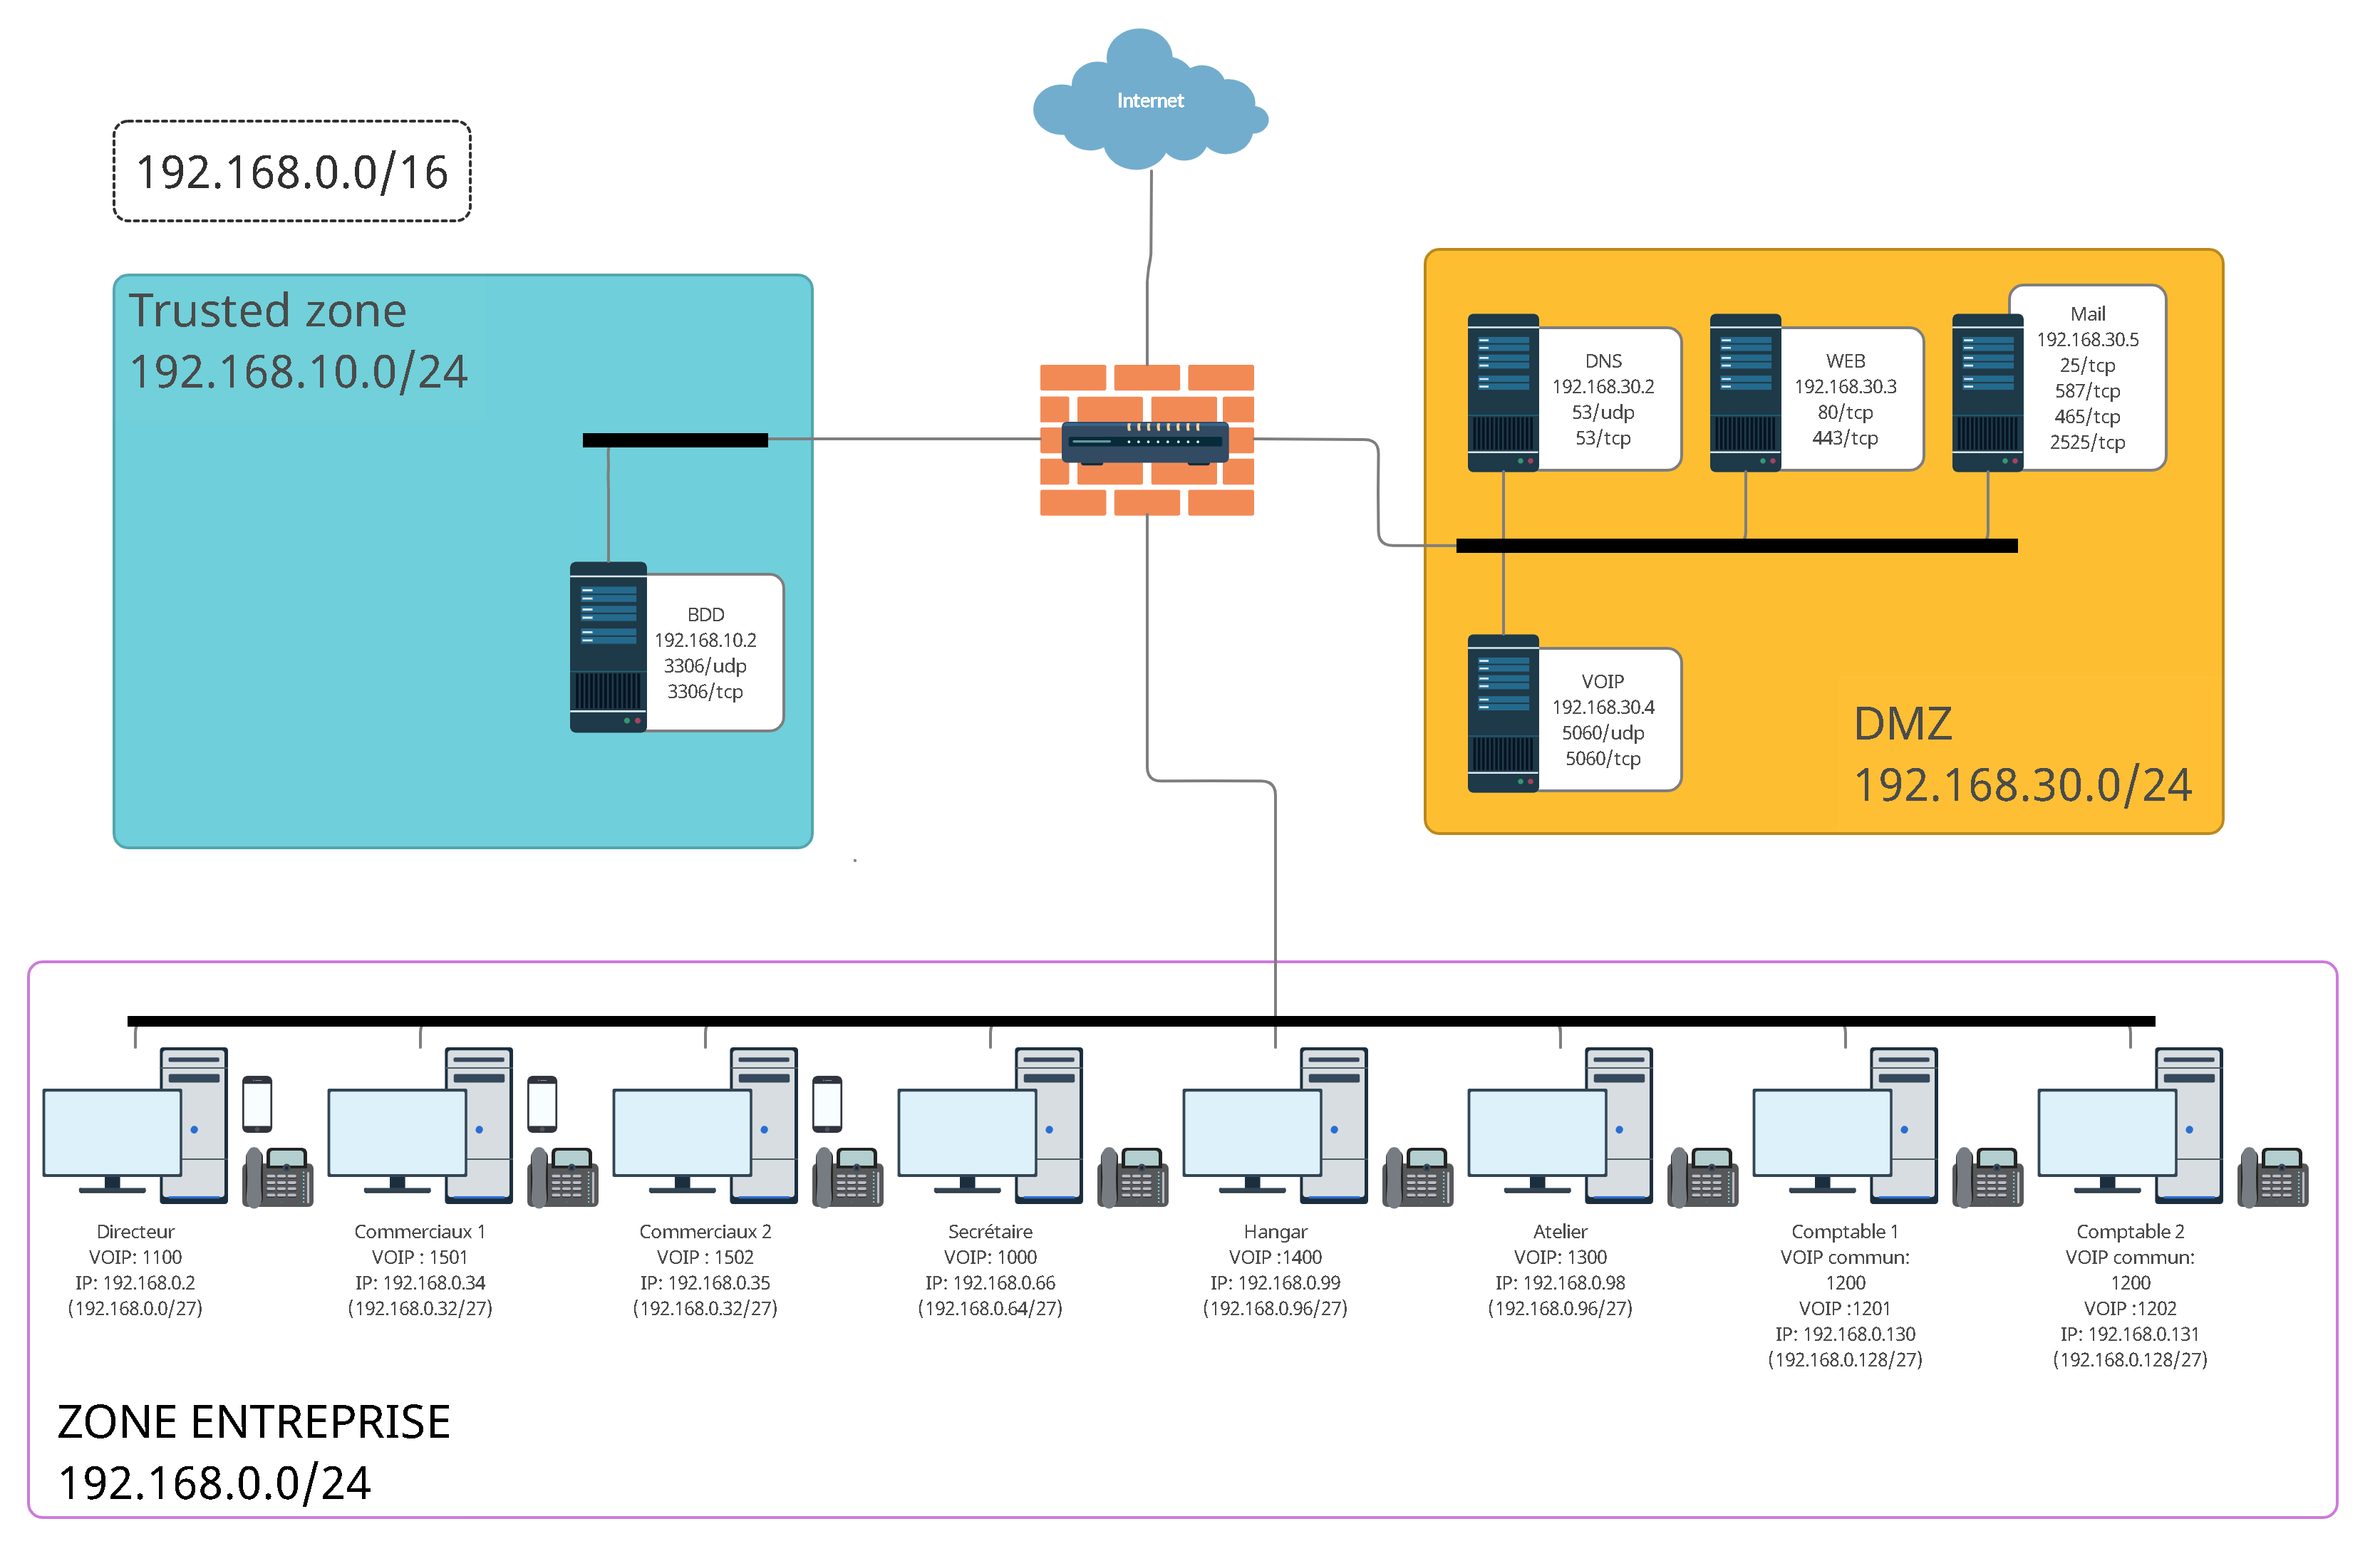 Internet
192.168.0.0/16
Trusted zone
192.168.10.0/24
BDD
192.168.10.2
3306/udp
3306/tcp
DNS
192.168.30.2
53/udp
53/tcp
WEB
192.168.30.3
80/tcp
443/tcp
Mail
192.168.30.5
25/tcp
587/tcp
465/tcp
2525/tcp
VOIP
192.168.30.4
5060/udp
5060/tcp
DMZ
192.168.30.0/24
Directeur
VOIP: 1100
IP: 192.168.0.2
(192.168.0.0/27)
Commerciaux 1
VOIP : 1501
IP: 192.168.0.34
(192.168.0.32/27)
Commerciaux 2
VOIP : 1502
IP: 192.168.0.35
(192.168.0.32/27)
Secrétaire
VOIP: 1000
IP: 192.168.0.66
(192.168.0.64/27)
Hangar
VOIP :1400
IP: 192.168.0.99
(192.168.0.96/27)
Atelier
VOIP: 1300
IP: 192.168.0.98
(192.168.0.96/27)
Comptable 1
VOIP commun:
1200
VOIP :1201
IP: 192.168.0.130
(192.168.0.128/27)
Comptable 2
VOIP commun:
1200
VOIP :1202
IP: 192.168.0.131
(192.168.0.128/27)
ZONE ENTREPRISE
192.168.0.0/24